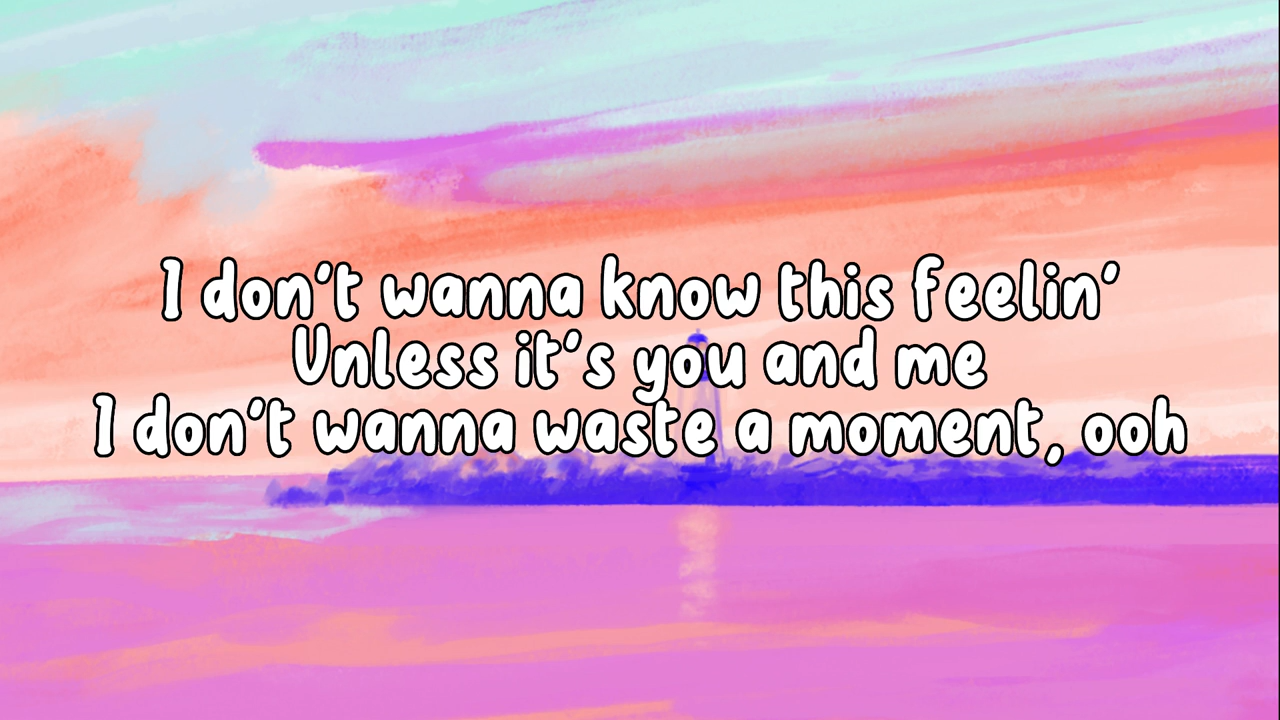 I don't wanna know this feelin'
Unless it's you and me
I don't wanna waste a moment, ooh